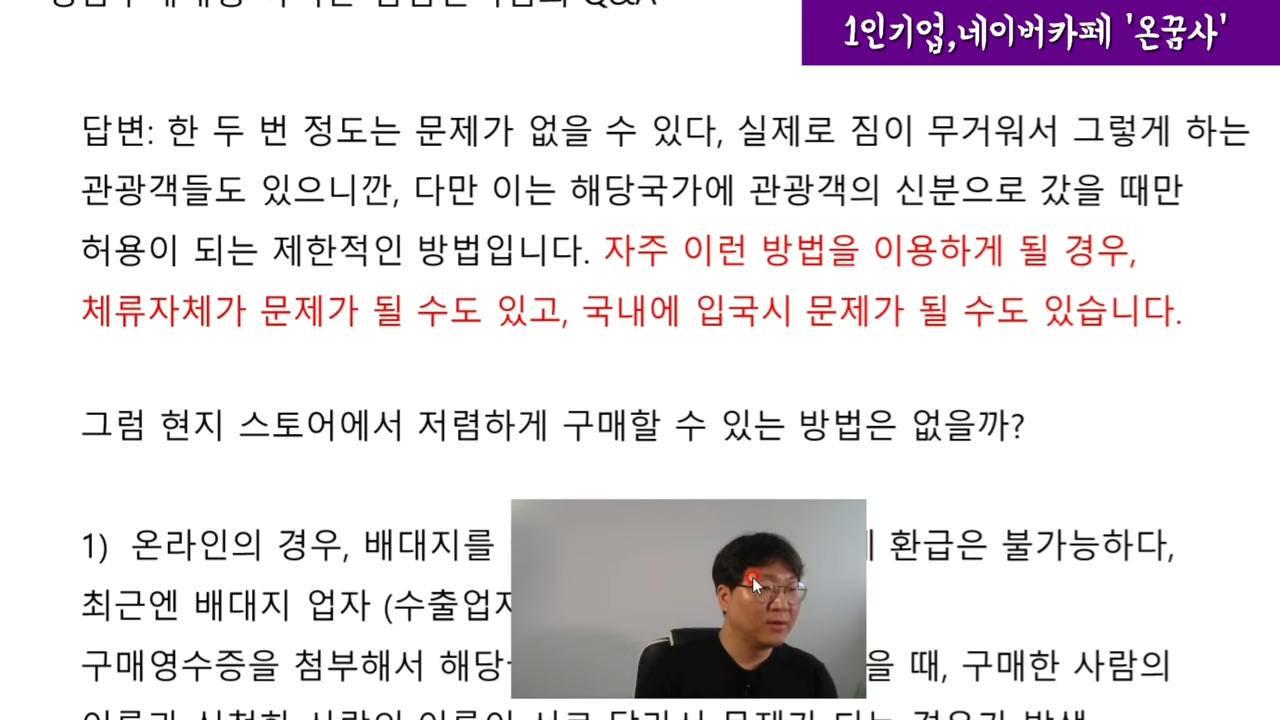 Q&A
1인기업,네이버카페 '온꿈사'
답변: 한 두 번 정도는 문제가 없을 수 있다, 실제로 짐이 무거워서 그렇게 하는
관광객들도 있으니깐, 다만 이는 해당국가에 관광객의 신분으로 갔을 때만
허용이 되는 제한적인 방법입니다. 자주 이런 방법을 이용하게 될 경우,
체류자체가 문제가 될 수도 있고, 국내에 입국시 문제가 될 수도 있습니다.
그럼 현지 스토어에서 저렴하게 구매할 수 있는 방법은 없을까?
1) 온라인의 경우, 배대지를 환급은 불가능하다,
최근엔 배대지 업자 (수출업자
구매영수증을 첨부해서 때, 구매한 사람의